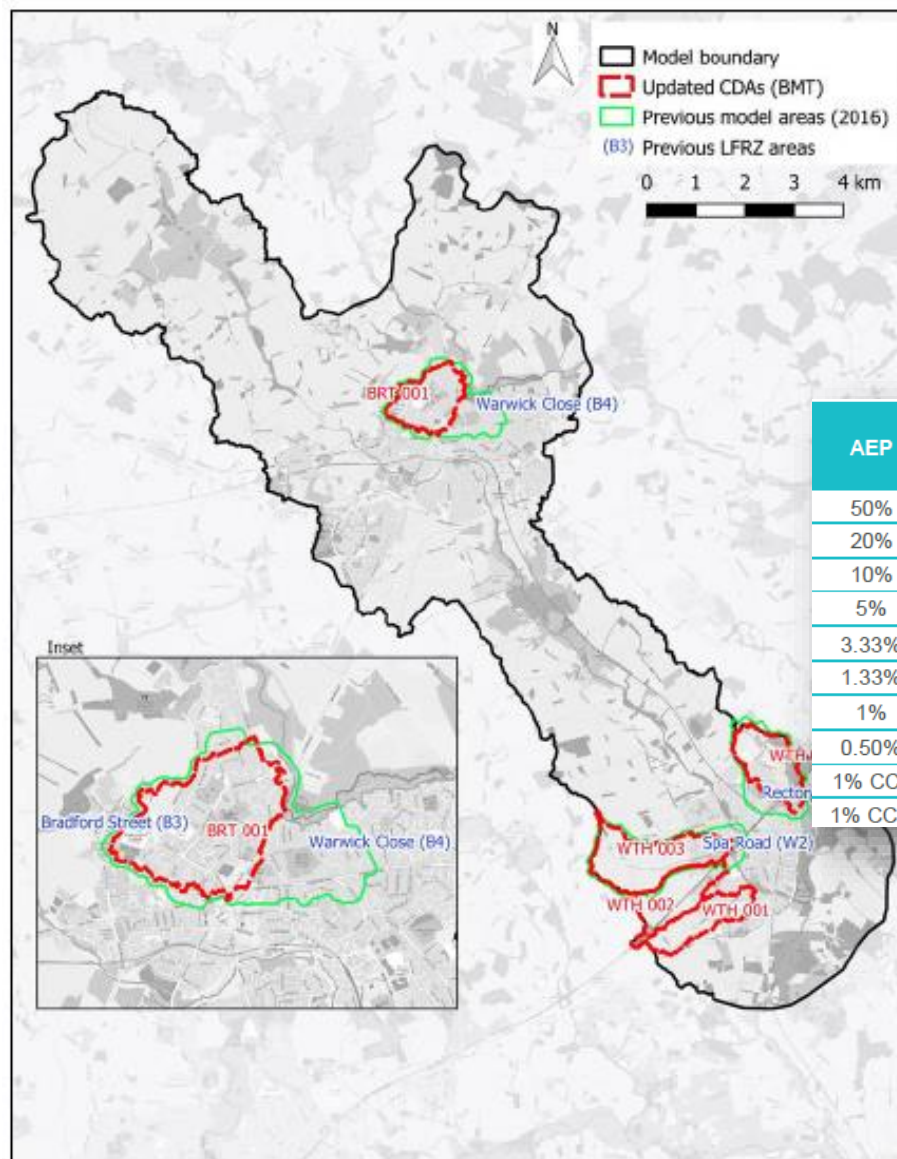 N
Model boundary
Updated CDAs (BMT)
Previous model areas (2016)
(B3) Previous LFRZ areas
0 1 2 3 4 km
BRT 001
Warwick Close (B4)
AEP
50%
20%
10%
5%
3.33%
1.33%
1%
0.50%
1% CC
1% CC
Inset
Bradford Street (B3)
BRT 001
Warwick Close (B4)
WTH
Rector
WTH 003
Spa Road (W2)
WTH 002
WTH 001